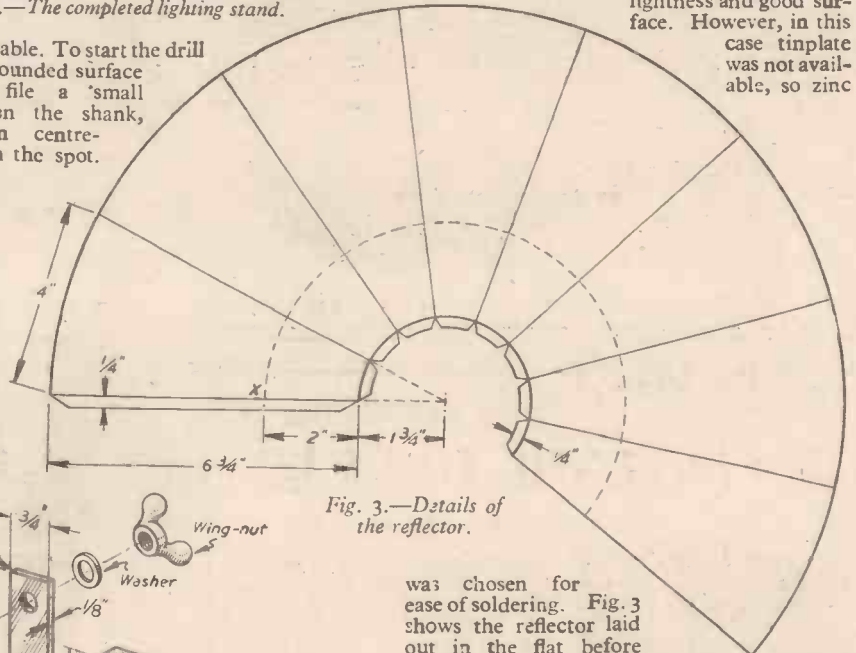 .—The completed lighting stand.
able. To start the drill
ounded surface
file a small
n the shank,
n centre-
the spot.
lightness and good sur-
face. However, in this
case tinplate
was not avail-
able, so zinc
4"
1/4"
X
2"
1 3/4"
1/4"
6 3/4"
Fig. 3.—Details of
the reflector.
3/4"
Wing-nut
Washer
1/8"
was chosen for
ease of soldering. Fig. 3
shows the reflector laid
out in the flat before